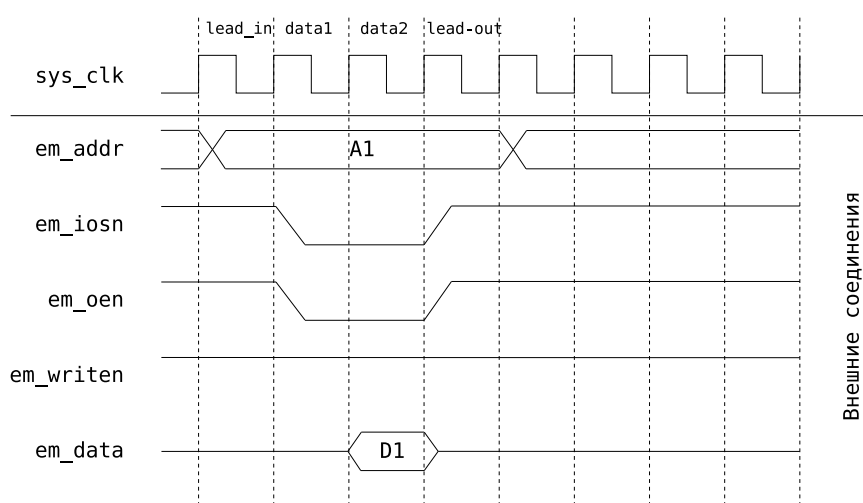 lead_in data1 data2 lead-out
sys_clk
em_addr A1
em_iosn
em_oen
em_writen
em_data D1
Внешние соединения